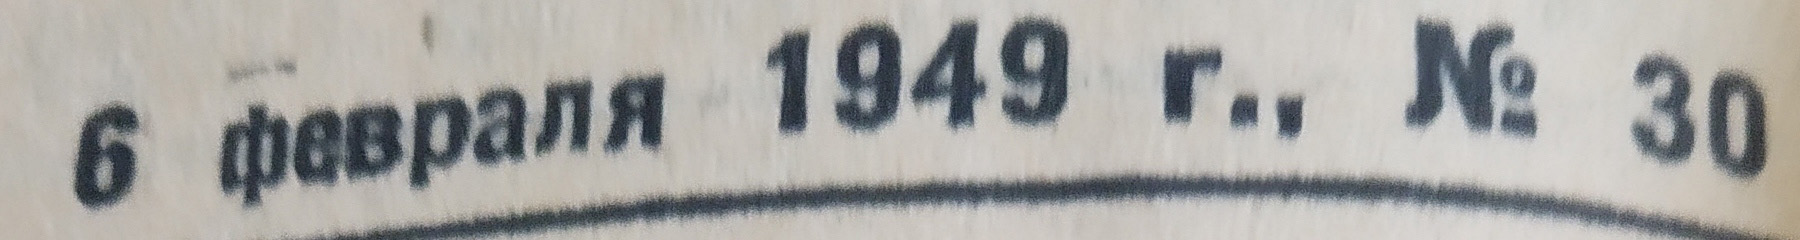 6 февраля 1949 г., № 30